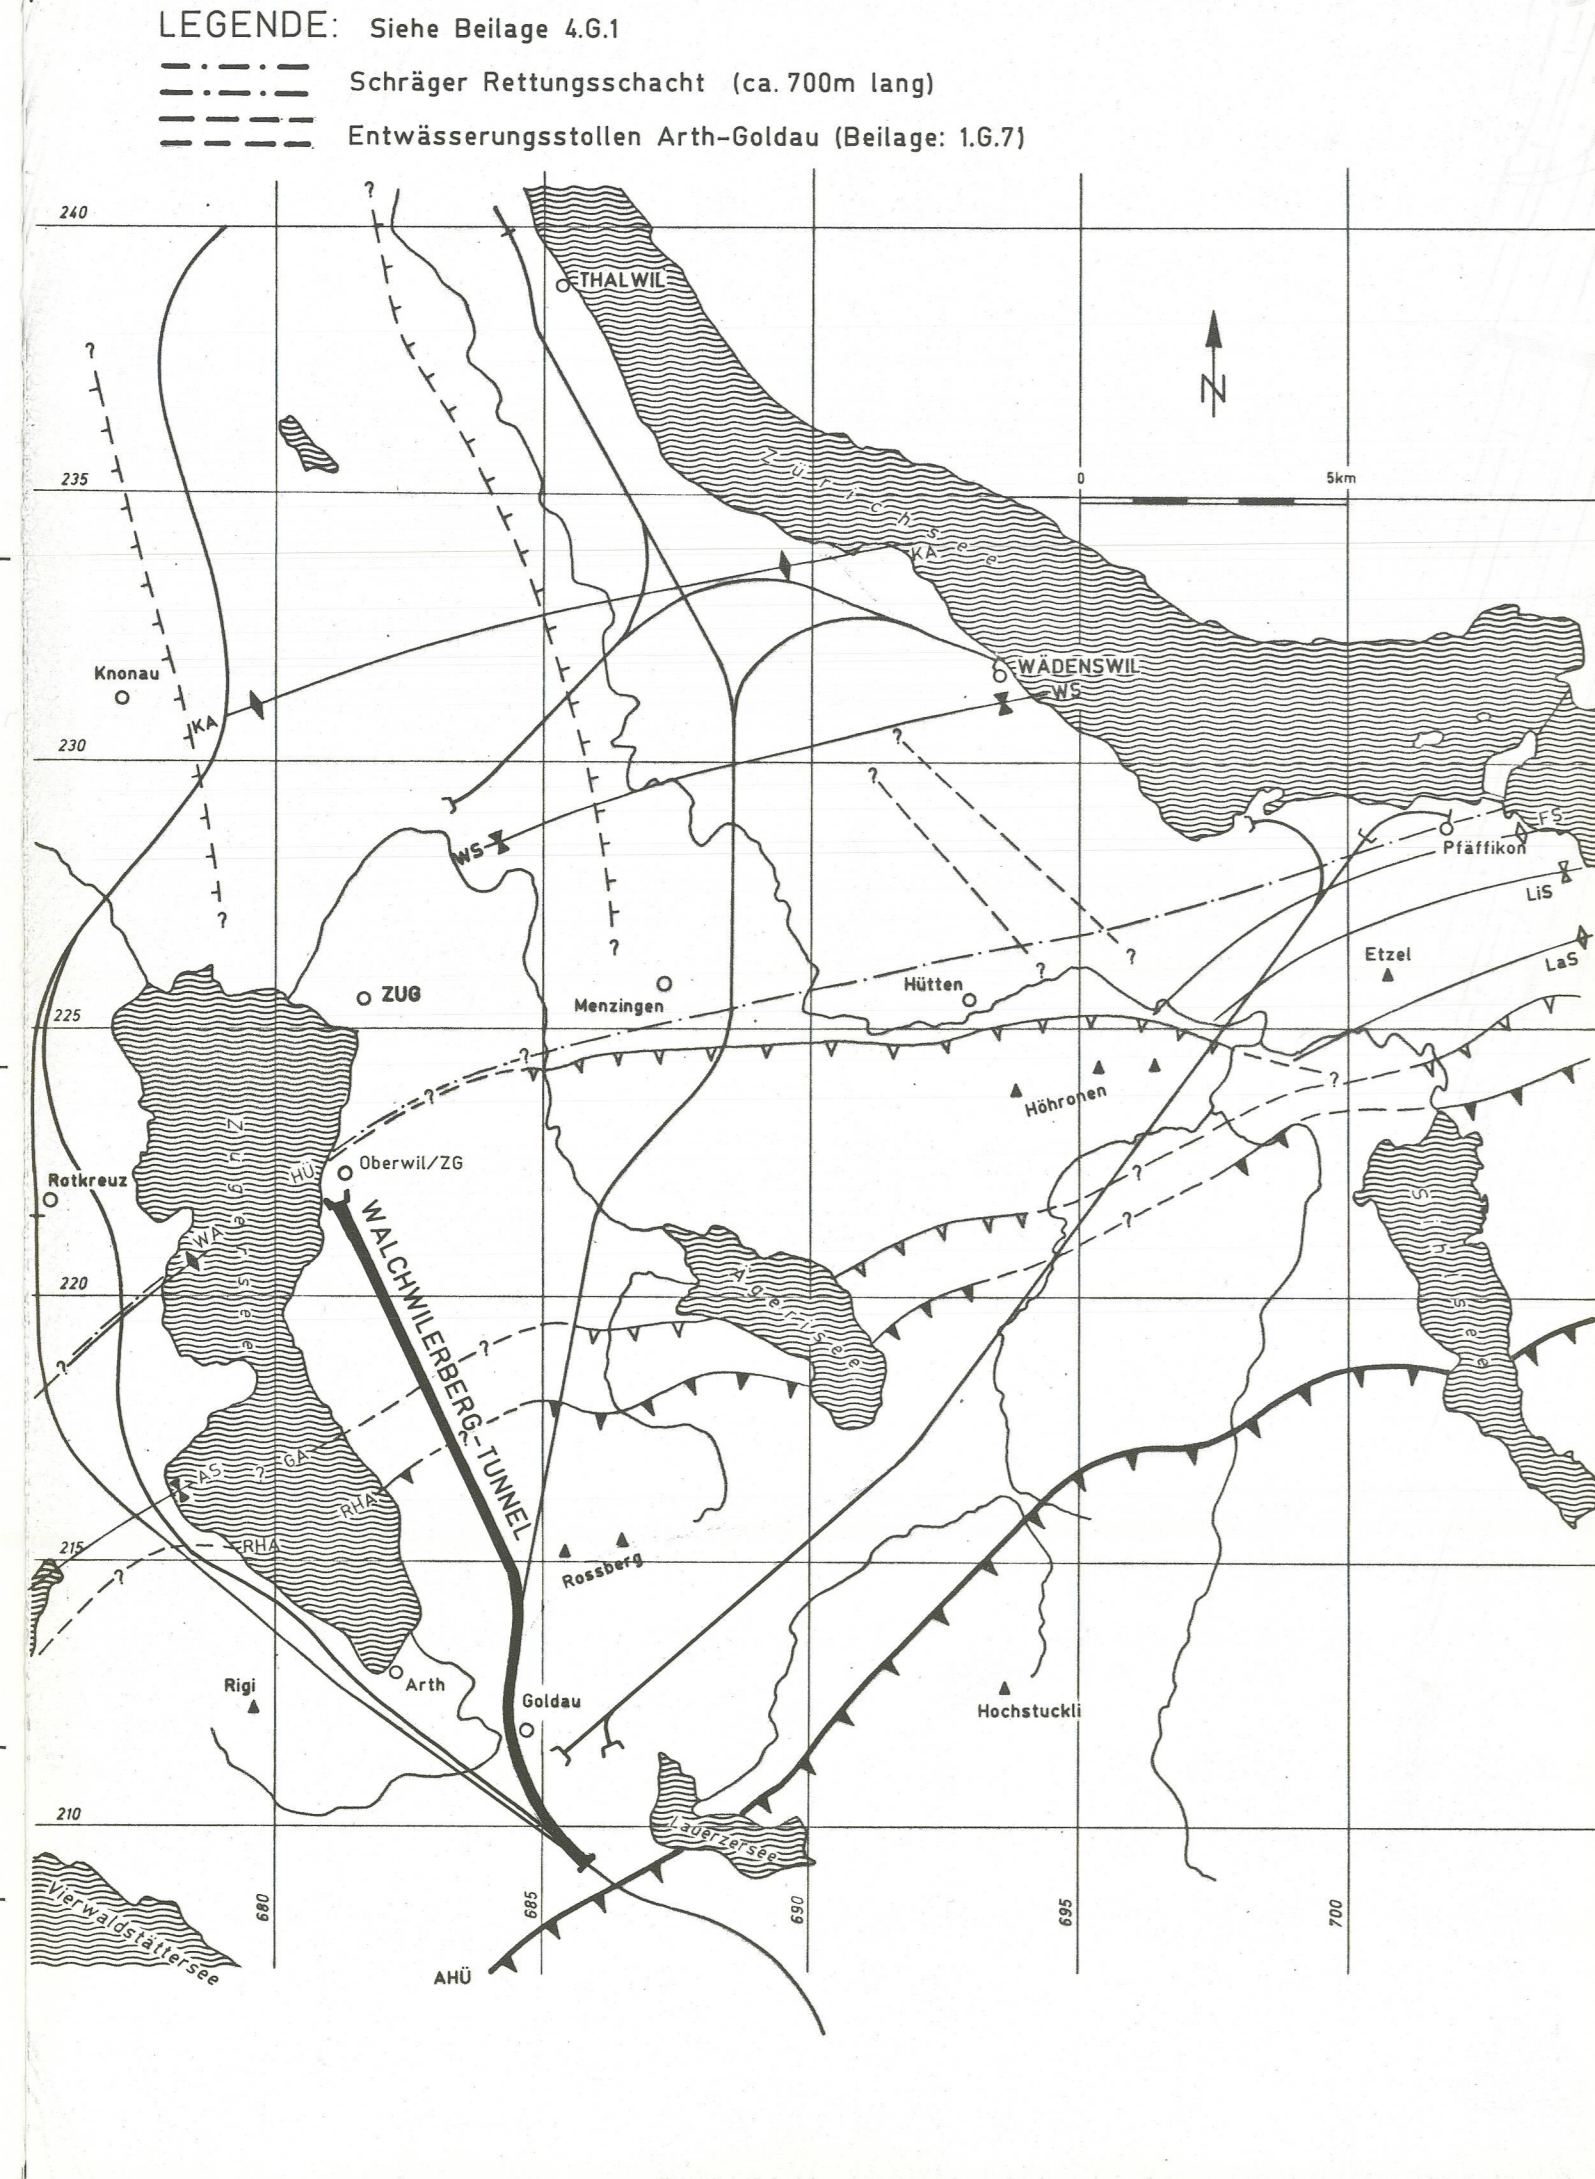 LEGENDE: Siehe Beilage 4.G.1
Schräger Rettungsschacht (ca. 700m lang)
Entwässerungsstollen Arth-Goldau (Beilage: 1.G.7)
?
240
THALWIL
N
?
235
0
5km
Zürichsee
KA
Knonau
WÄDENSWIL
WS
KA
230
?
?
FS
WS
Pfäffikon
LiS
?
?
Etzel
LaS
ZUG
Menzingen
Hütten
?
?
225
?
?
?
Höhronen
HÜ
Oberwil/ZG
Zugersee
Rotkreuz
?
Sihlsee
WALCHWILERBERG-TUNNEL
?
WA
220
Ägerisee
?
?
AS
?
GA
?
RHA
215
RHA
?
Rossberg
Rigi
Arth
Goldau
Hochstuckli
210
Lauerzersee
Vierwaldstättersee
680
685
690
695
700
AHÜ